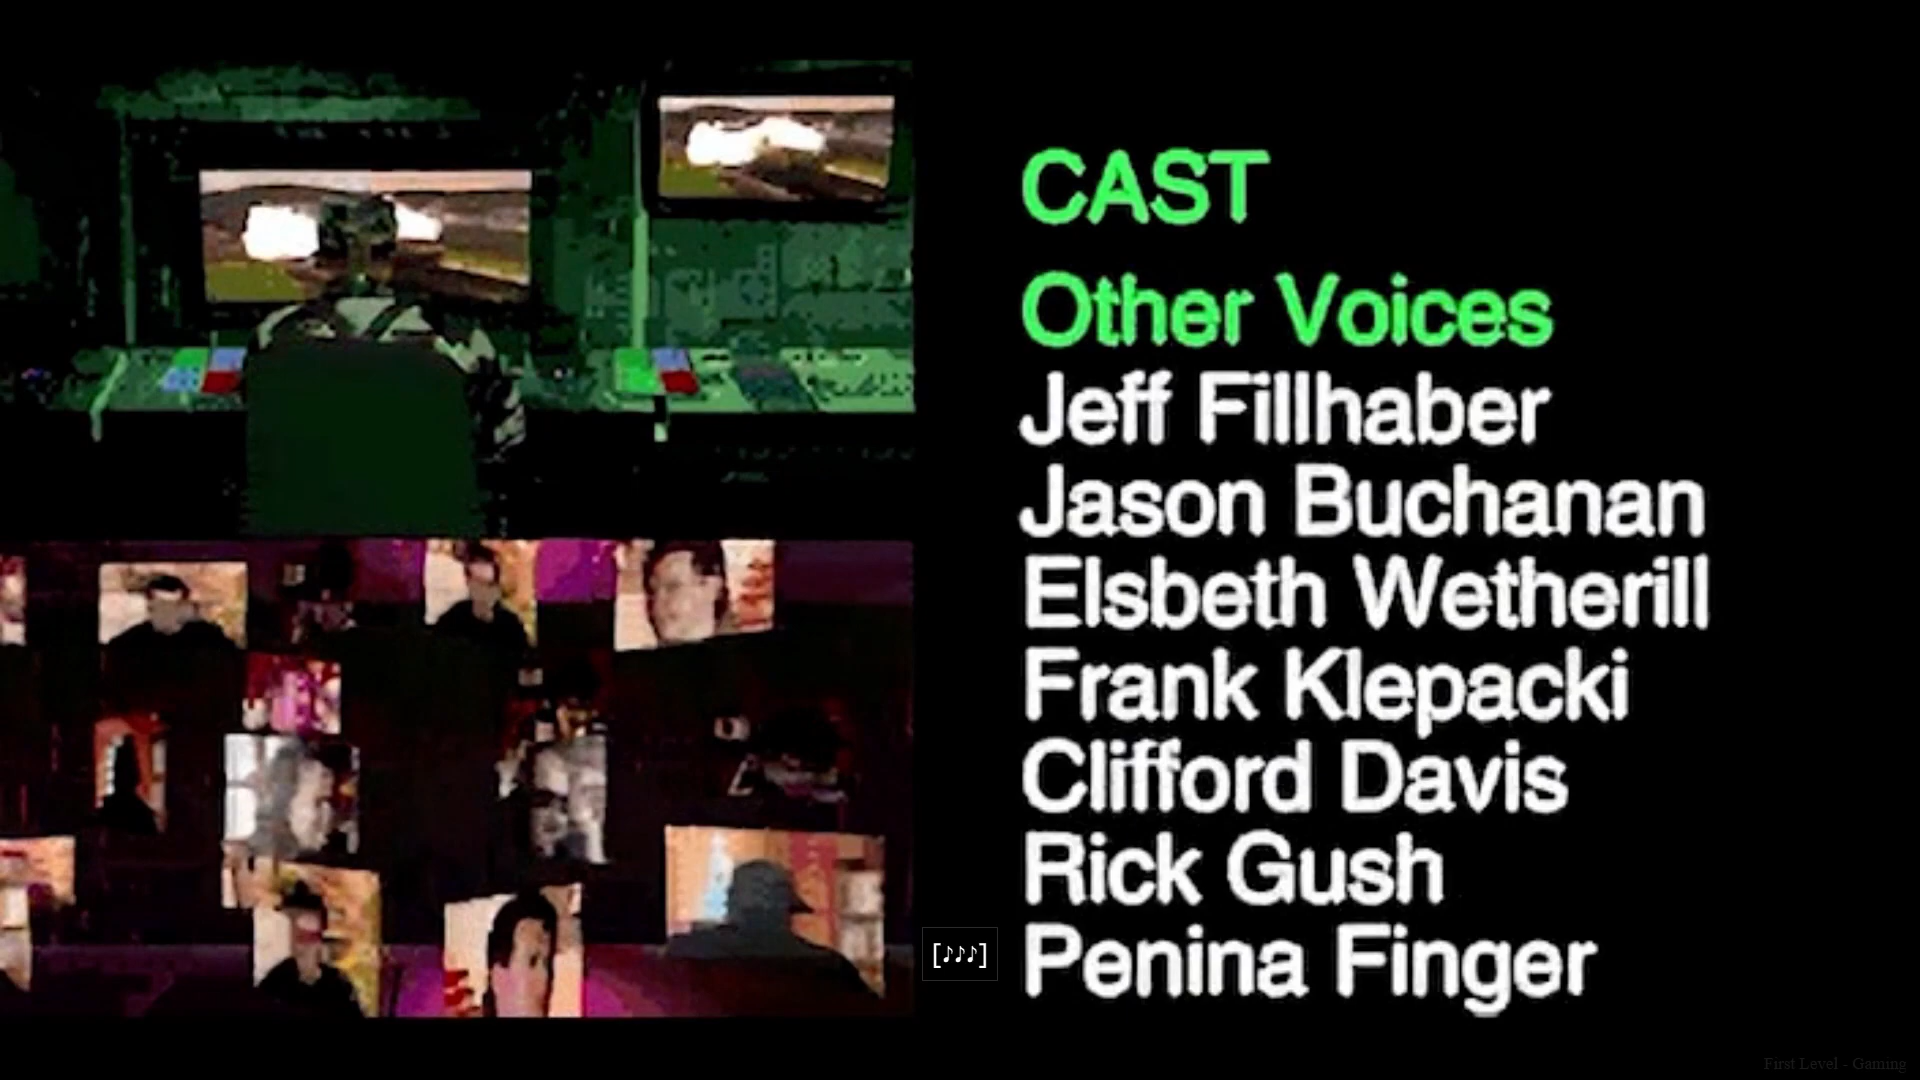 CAST
Other Voices
Jeff Fillhaber
Jason Buchanan
Elsbeth Wetherill
Frank Klepacki
Clifford Davis
Rick Gush
[♪♪♪]
Penina Finger
First Level - Gaming